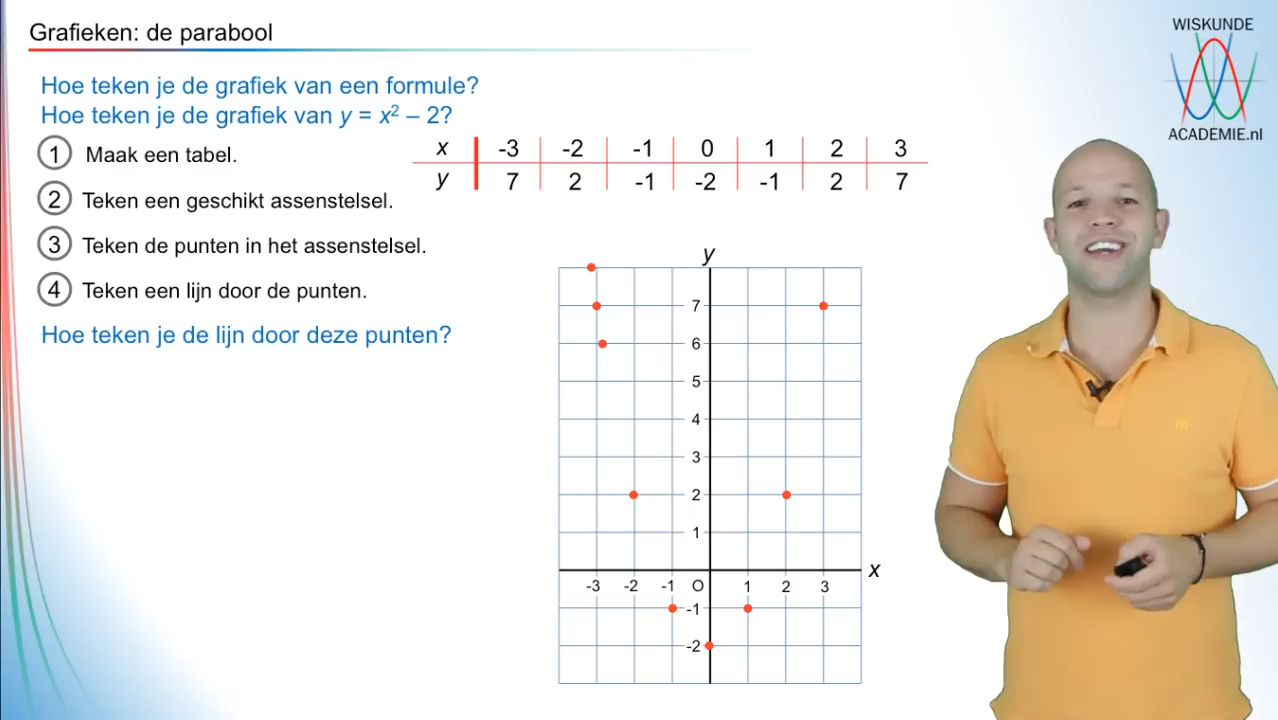 Grafieken: de parabool
WISKUNDE
ACADEMIE.nl
Hoe teken je de grafiek van een formule?
Hoe teken je de grafiek van y = x² – 2?
1 Maak een tabel.
2 Teken een geschikt assenstelsel.
3 Teken de punten in het assenstelsel.
4 Teken een lijn door de punten.
Hoe teken je de lijn door deze punten?
x -3 -2 -1 0 1 2 3
y 7 2 -1 -2 -1 2 7
y
7
6
5
4
3
2
1
x
-3 -2 -1 O 1 2 3
-1
-2